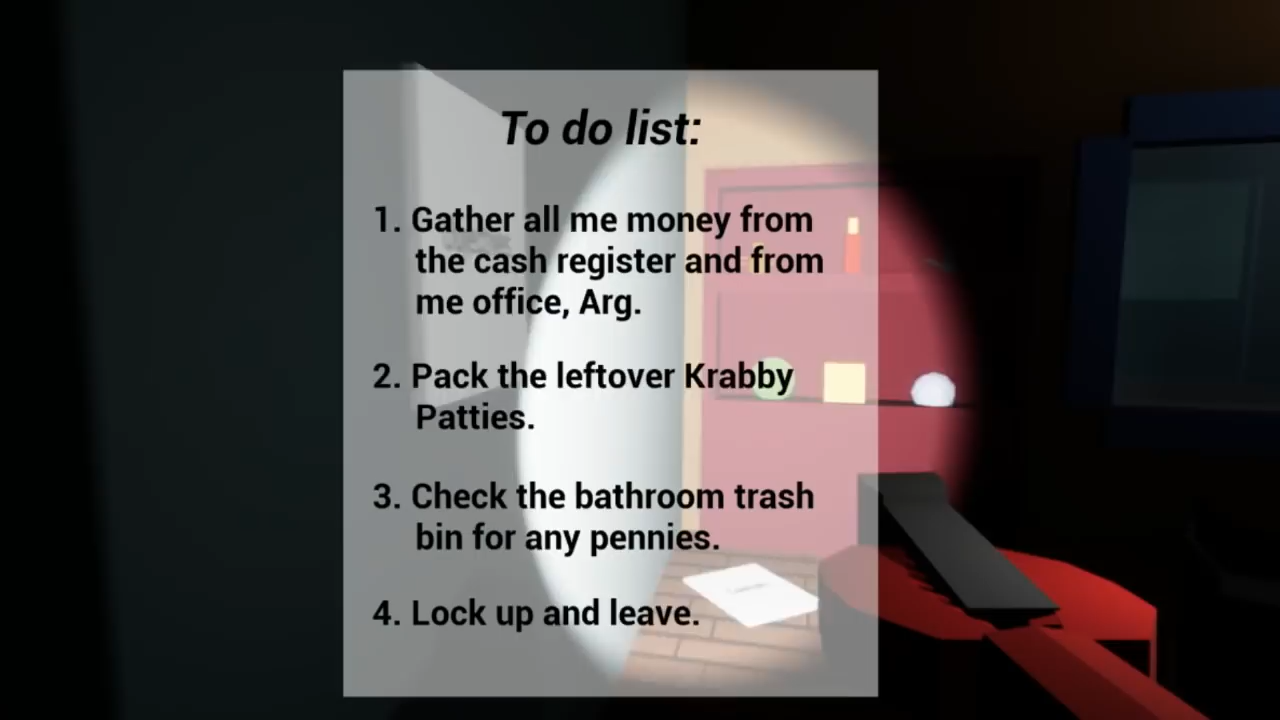 To do list:
1. Gather all me money from
the cash register and from
me office, Arg.
2. Pack the leftover Krabby
Patties.
3. Check the bathroom trash
bin for any pennies.
4. Lock up and leave.